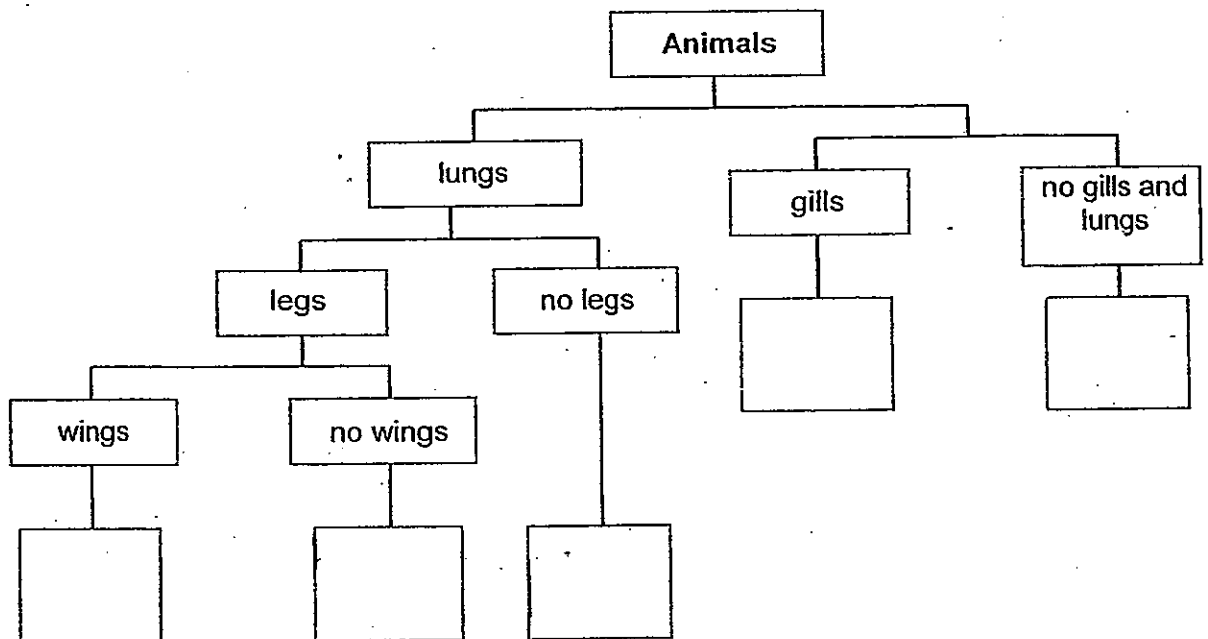 Animals
lungs
gills
no gills and
lungs
legs
no legs
wings
no wings